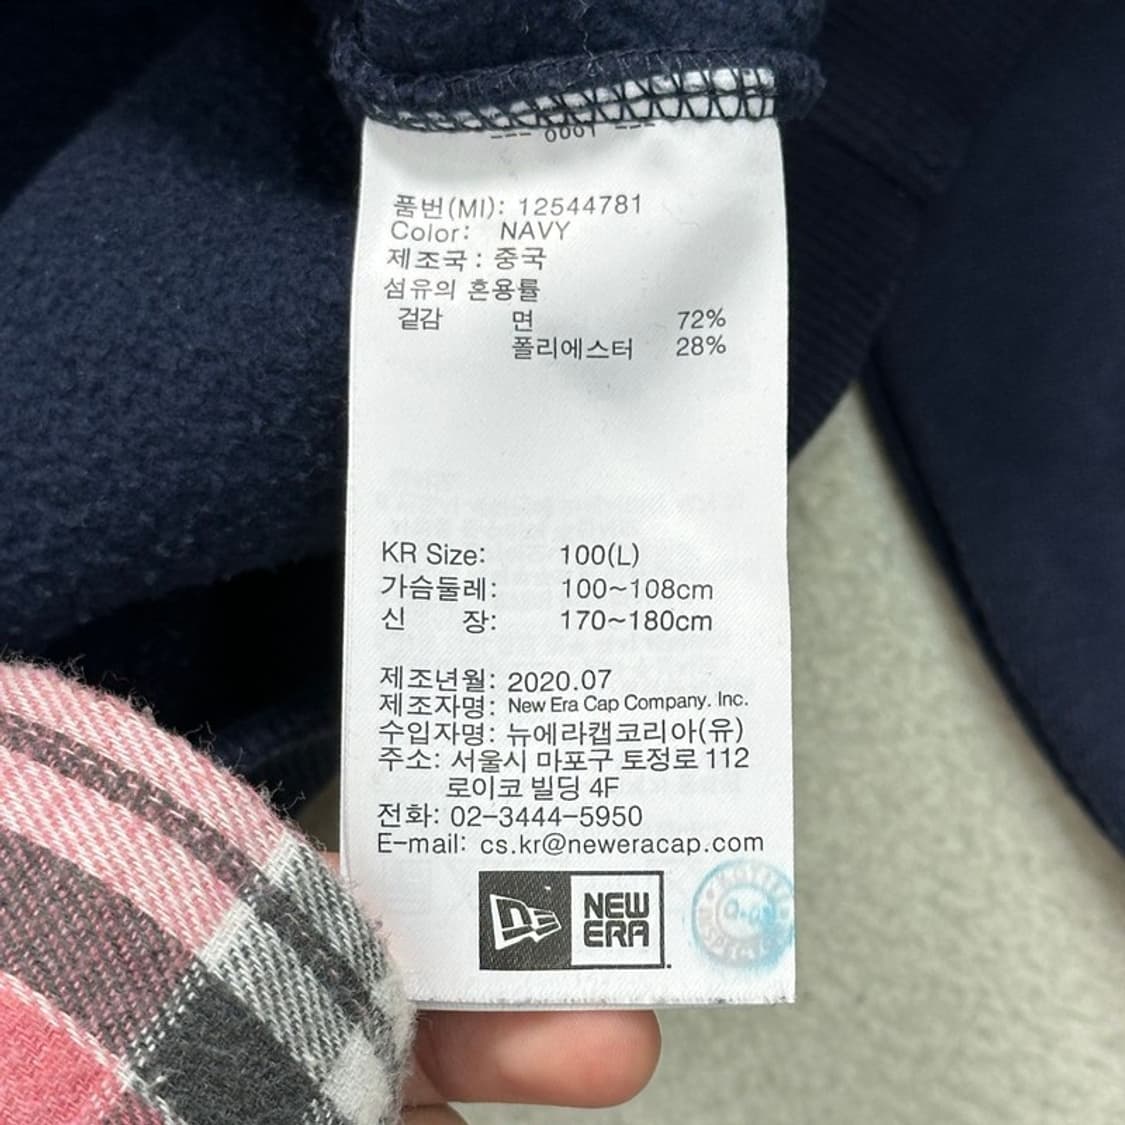 --- 0001 ---
품번(MI): 12544781
Color: NAVY
제조국 : 중국
섬유의 혼용률
겉감 면 72%
폴리에스터 28%
KR Size: 100(L)
가슴둘레: 100~108cm
신 장: 170~180cm
제조년월: 2020.07
제조자명: New Era Cap Company. Inc.
수입자명: 뉴에라캡코리아(유)
주소: 서울시 마포구 토정로 112
로이코 빌딩 4F
전화: 02-3444-5950
E-mail: cs.kr@neweracap.com
NEW
ERA